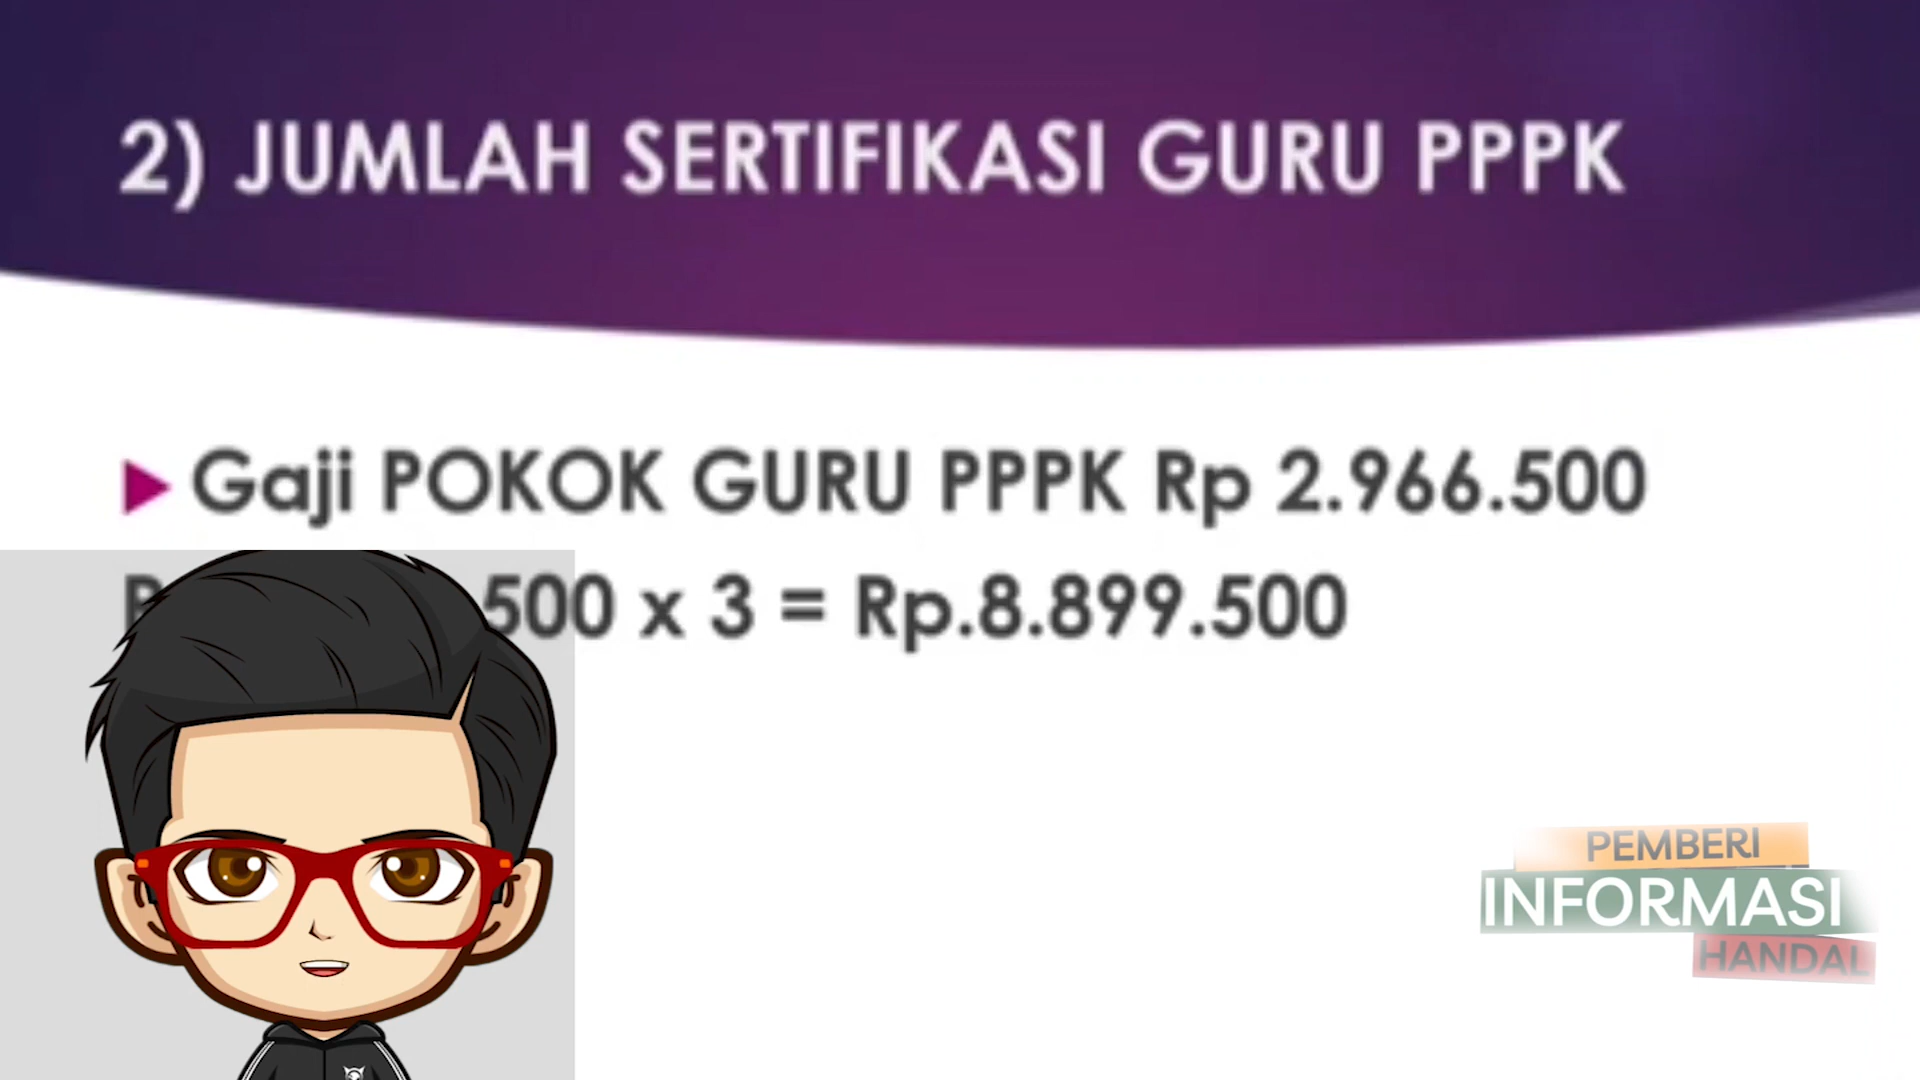 2) JUMLAH SERTIFIKASI GURU PPPK
Gaji POKOK GURU PPPK Rp 2.966.500
500 x 3 = Rp.8.899.500
PEMBERI
INFORMASI
HANDAL